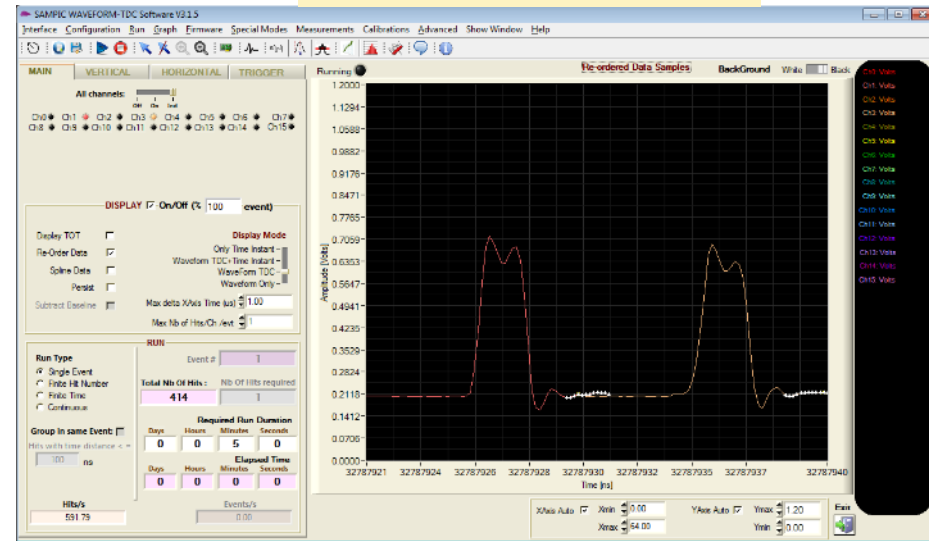 SAMPIC WAVEFORM-TDC Software V3.1.5
Interface Configuration Run Graph Firmware Special Modes Measurements Calibrations Advanced Show Window Help
MAIN VERTICAL HORIZONTAL TRIGGER
All channels:
Off On Ind
Ch0 Ch1 Ch2 Ch3 Ch4 Ch5 Ch6 Ch7
Ch8 Ch9 Ch10 Ch11 Ch12 Ch13 Ch14 Ch15
DISPLAY On/Off (% 100 event)
Display TOT
Re-Order Data
Spline Data
Persist
Subtract Baseline
Display Mode
Only Time Instant
Waveform TDC+Time Instant
WaveForm TDC
Waveform Only
Max delta XAxis Time (us) 1.00
Max Nb of Hits/Ch /evt 1
RUN
Run Type
Single Event
Finite Hit Number
Finite Time
Continuous
Event # 1
Total Nb Of Hits : Nb Of Hits required
414 1
Group In same Event:
Hits with time distance < =
100 ns
Required Run Duration
Days Hours Minutes Seconds
0 0 5 0
Elapsed Time
Days Hours Minutes Seconds
0 0 0 0
Hits/s
591.79
Events/s
0.00
Running
Re-ordered Data Samples
BackGround White Black
Amplitude [Volts]
1.2000
1.1294
1.0588
0.9882
0.9176
0.8471
0.7765
0.7059
0.6353
0.5647
0.4941
0.4235
0.3529
0.2824
0.2118
0.1412
0.0706
0.0000
32787921 32787924 32787926 32787928 32787930 32787932 32787935 32787937 32787940
Time [ns]
Ch0: Volts
Ch1: Volts
Ch2: Volts
Ch3: Volts
Ch4: Volts
Ch5: Volts
Ch6: Volts
Ch7: Volts
Ch8: Volts
Ch9: Volts
Ch10: Volts
Ch11: Volts
Ch12: Volts
Ch13: Volts
Ch14: Volts
Ch15: Volts
XAxis Auto Xmin 0.00 YAxis Auto Ymax 1.20 Exit
Xmax 64.00 Ymin 0.00